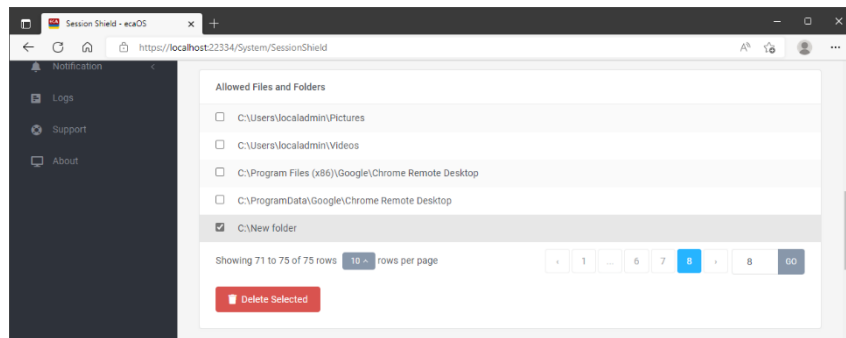 Session Shield - ecaOS
https://localhost:22334/System/SessionShield
Notification
Logs
Support
About
Allowed Files and Folders
C:\Users\localadmin\Pictures
C:\Users\localadmin\Videos
C:\Program Files (x86)\Google\Chrome Remote Desktop
C:\ProgramData\Google\Chrome Remote Desktop
C:\New folder
Showing 71 to 75 of 75 rows 10 rows per page
‹ 1 ... 6 7 8 › 8 GO
Delete Selected